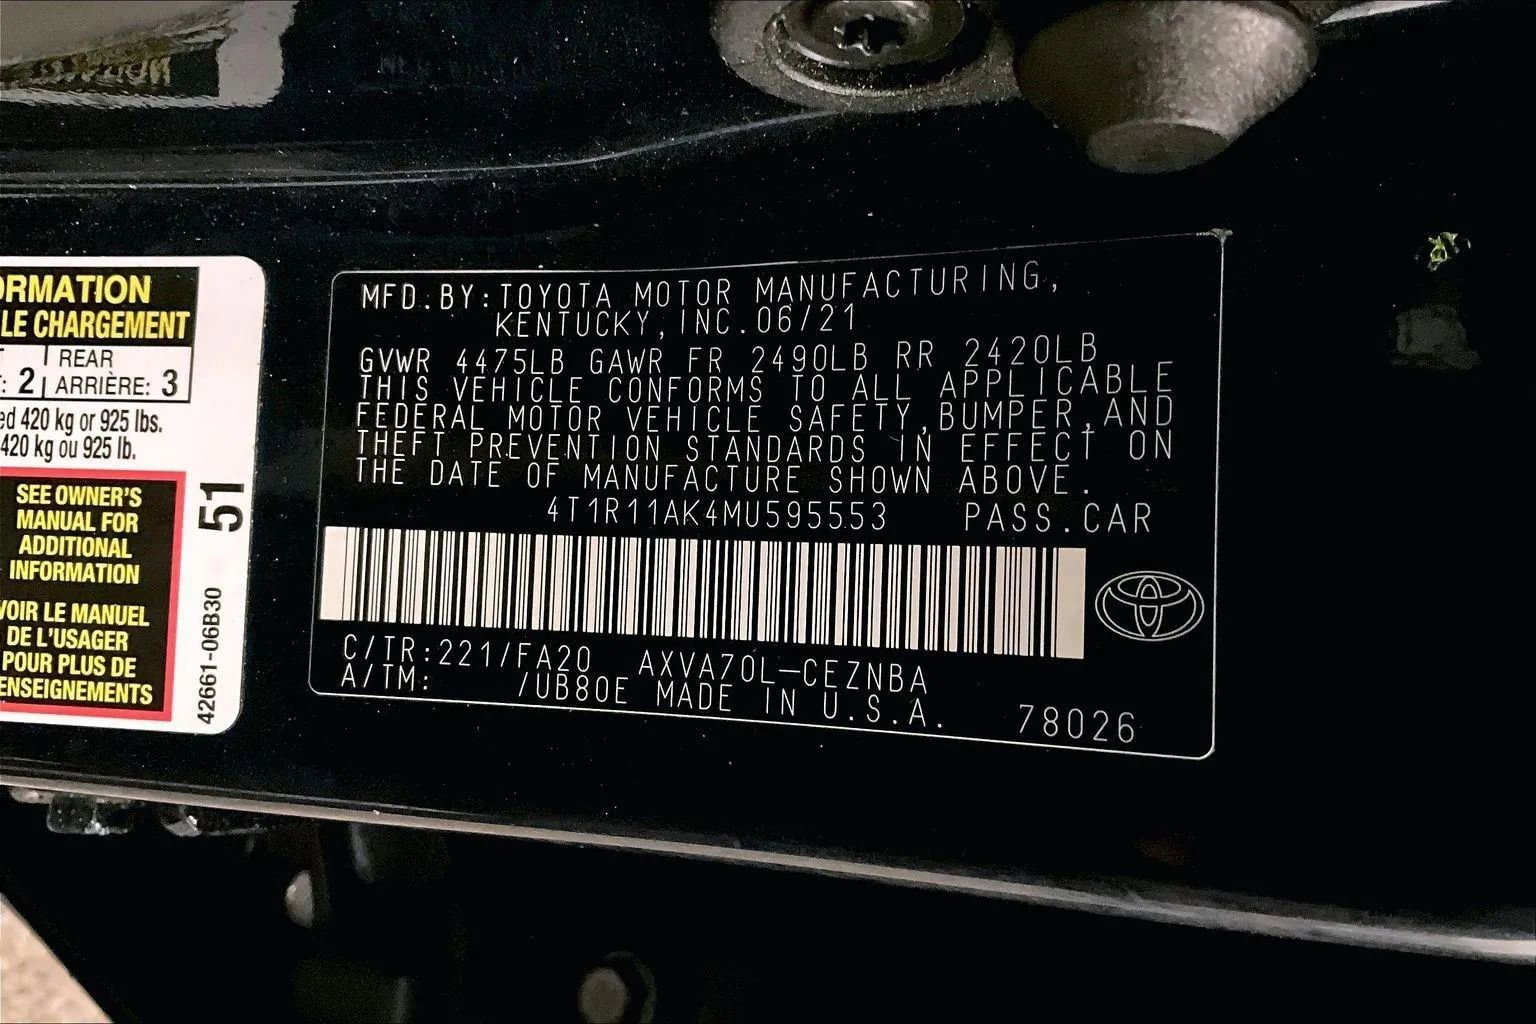 ORMATION
LE CHARGEMENT
REAR
: 2 ARRIÈRE: 3
ed 420 kg or 925 lbs.
420 kg ou 925 lb.
SEE OWNER'S
MANUAL FOR
ADDITIONAL
INFORMATION
VOIR LE MANUEL
DE L'USAGER
POUR PLUS DE
ENSEIGNEMENTS
51
42661-06B30
MFD.BY:TOYOTA MOTOR MANUFACTURING,
KENTUCKY,INC.06/21
GVWR 4475LB GAWR FR 2490LB RR 2420LB
THIS VEHICLE CONFORMS TO ALL APPLICABLE
FEDERAL MOTOR VEHICLE SAFETY,BUMPER,AND
THEFT PREVENTION STANDARDS IN EFFECT ON
THE DATE OF MANUFACTURE SHOWN ABOVE.
4T1R11AK4MU595553 PASS.CAR
C/TR:221/FA20 AXVA70L-CEZNBA
A/TM: /UB80E MADE IN U.S.A.
78026